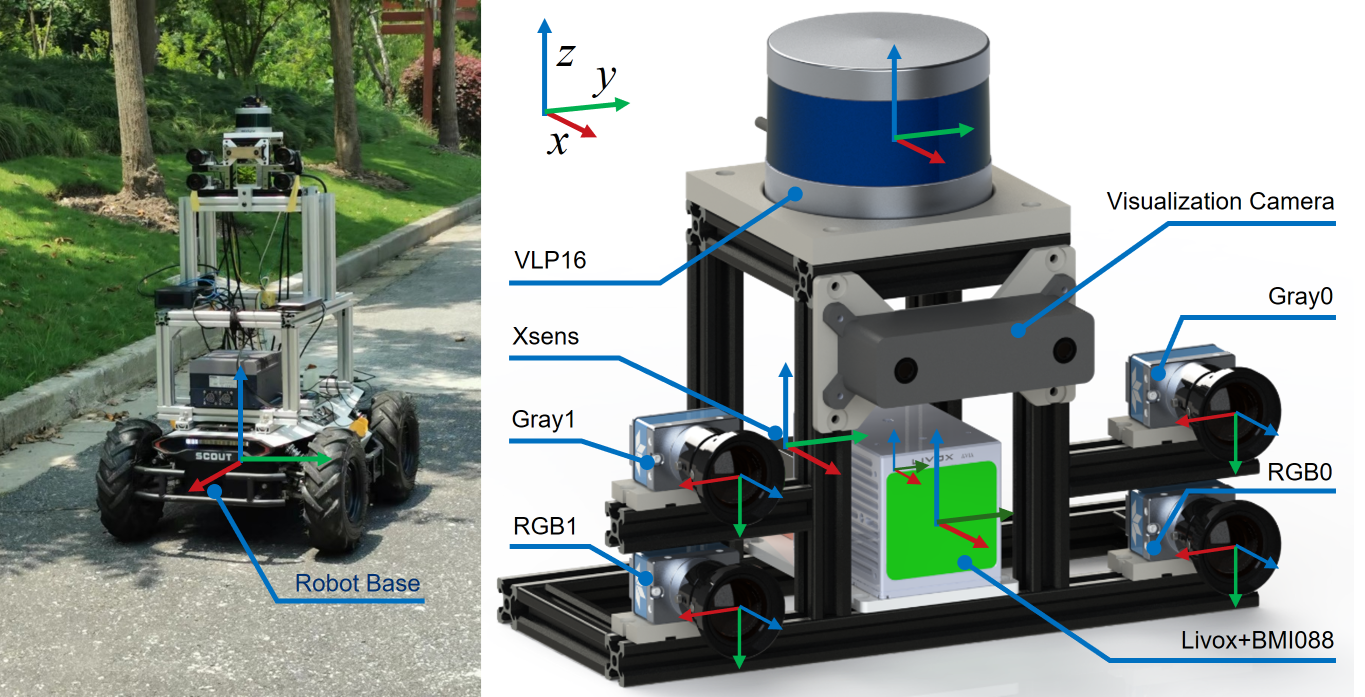 z
y
x
VLP16
Visualization Camera
Xsens
Gray0
Gray1
LIVOX
RGB0
RGB1
SCOUT
Robot Base
Livox+BMI088